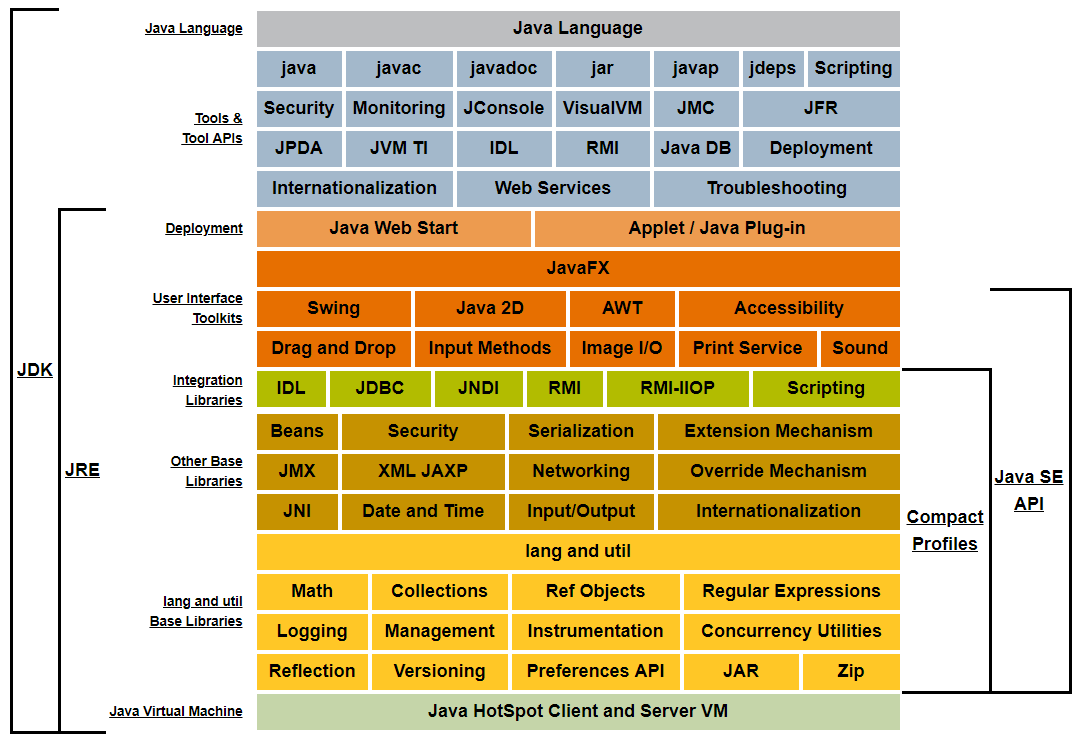 Java Language
Java Language
java javac javadoc jar javap jdeps Scripting
Tools &
Tool APIs
Security Monitoring JConsole VisualVM JMC JFR
JPDA JVM TI IDL RMI Java DB Deployment
Internationalization Web Services Troubleshooting
Deployment
Java Web Start Applet / Java Plug-in
JavaFX
User Interface
Toolkits
Swing Java 2D AWT Accessibility
Drag and Drop Input Methods Image I/O Print Service Sound
JDK
Integration
Libraries
IDL JDBC JNDI RMI RMI-IIOP Scripting
Beans Security Serialization Extension Mechanism
JRE
Other Base
Libraries
JMX XML JAXP Networking Override Mechanism
Java SE
API
JNI Date and Time Input/Output Internationalization
Compact
Profiles
lang and util
lang and util
Base Libraries
Math Collections Ref Objects Regular Expressions
Logging Management Instrumentation Concurrency Utilities
Reflection Versioning Preferences API JAR Zip
Java Virtual Machine
Java HotSpot Client and Server VM